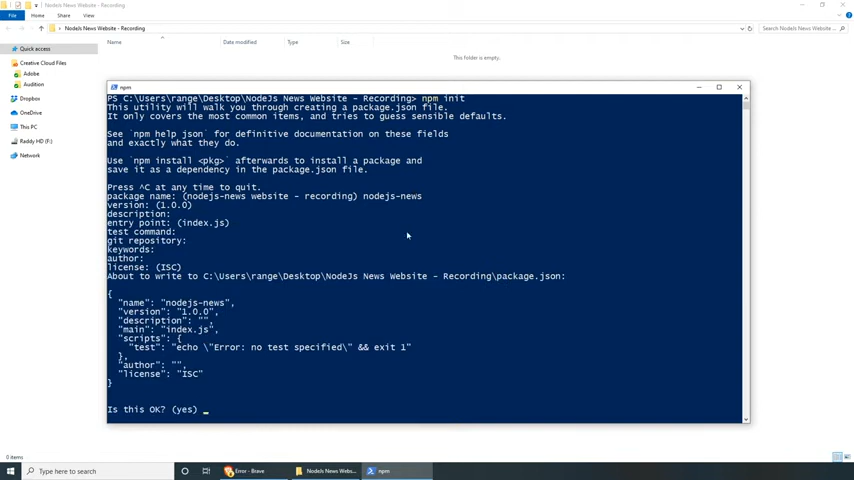 NodeJs News Website - Recording
File
Home
Share
View
NodeJs News Website - Recording
Search NodeJs News Website...
Name
Date modified
Type
Size
This folder is empty.
Quick access
Creative Cloud Files
Adobe
Audition
Dropbox
OneDrive
This PC
Raddy HD (F:)
Network
npm
PS C:\Users\range\Desktop\NodeJs News Website - Recording> npm init
This utility will walk you through creating a package.json file.
It only covers the most common items, and tries to guess sensible defaults.
See `npm help json` for definitive documentation on these fields
and exactly what they do.
Use `npm install <pkg>` afterwards to install a package and
save it as a dependency in the package.json file.
Press ^C at any time to quit.
package name: (nodejs-news website - recording) nodejs-news
version: (1.0.0)
description:
entry point: (index.js)
test command:
git repository:
keywords:
author:
license: (ISC)
About to write to C:\Users\range\Desktop\NodeJs News Website - Recording\package.json:
{
"name": "nodejs-news",
"version": "1.0.0",
"description": "",
"main": "index.js",
"scripts": {
"test": "echo \"Error: no test specified\" && exit 1"
},
"author": "",
"license": "ISC"
}
Is this OK? (yes)
0 items
Type here to search
Error - Brave
NodeJs News Webs...
npm